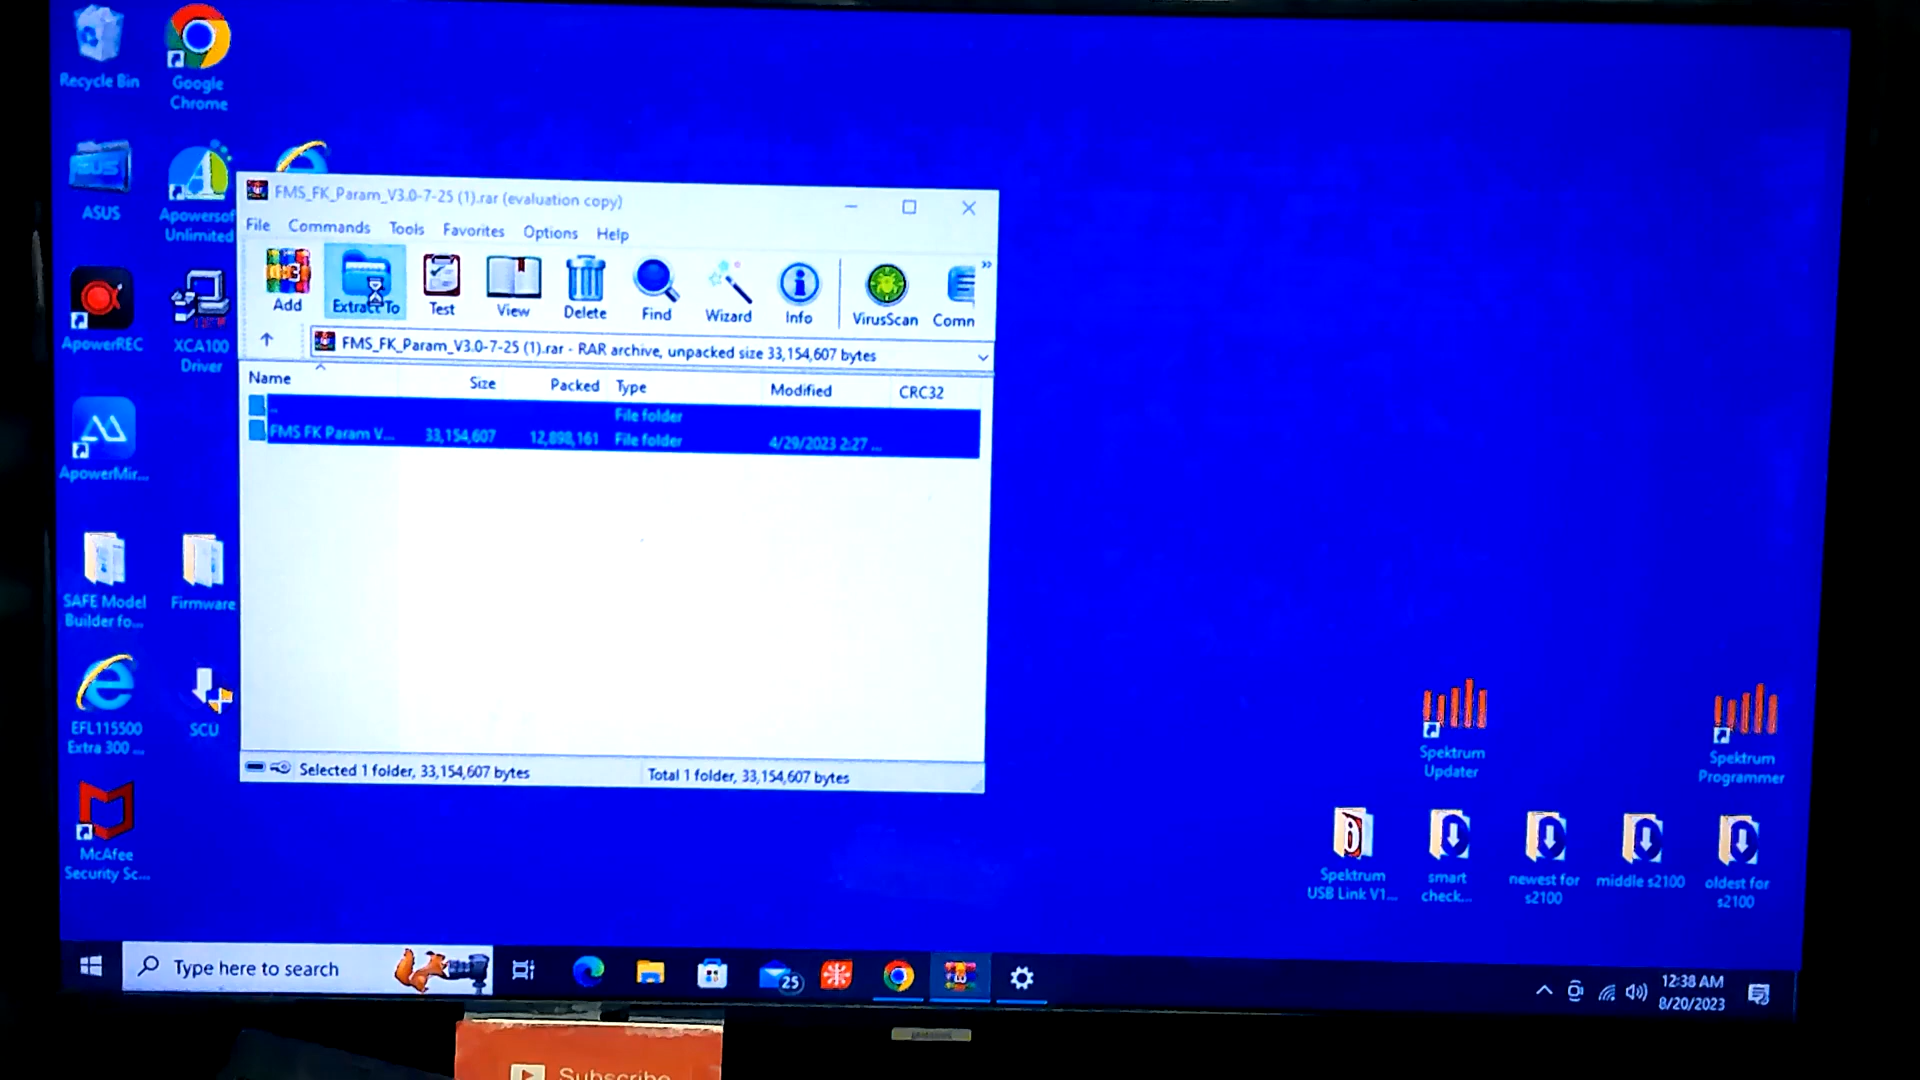 Recycle Bin
Google
Chrome
ASUS
Apowersof
Unlimited
ApowerREC
XCA100
Driver
ApowerMir...
SAFE Model
Builder fo...
Firmware
EFL115500
Extra 300 ...
SCU
McAfee
Security Sc...
FMS_FK_Param_V3.0-7-25 (1).rar (evaluation copy)
File Commands Tools Favorites Options Help
Add Extract To Test View Delete Find Wizard Info VirusScan Comn
FMS_FK_Param_V3.0-7-25 (1).rar - RAR archive, unpacked size 33,154,607 bytes
Name Size Packed Type Modified CRC32
.. File folder
FMS FK Param V... 33,154,607 12,898,161 File folder 4/29/2023 2:27 ...
Selected 1 folder, 33,154,607 bytes Total 1 folder, 33,154,607 bytes
Spektrum
Updater
Spektrum
Programmer
Spektrum
USB Link V1...
smart
check...
newest for
s2100
middle s2100
oldest for
s2100
Type here to search
25
12:38 AM
8/20/2023
Subscribe